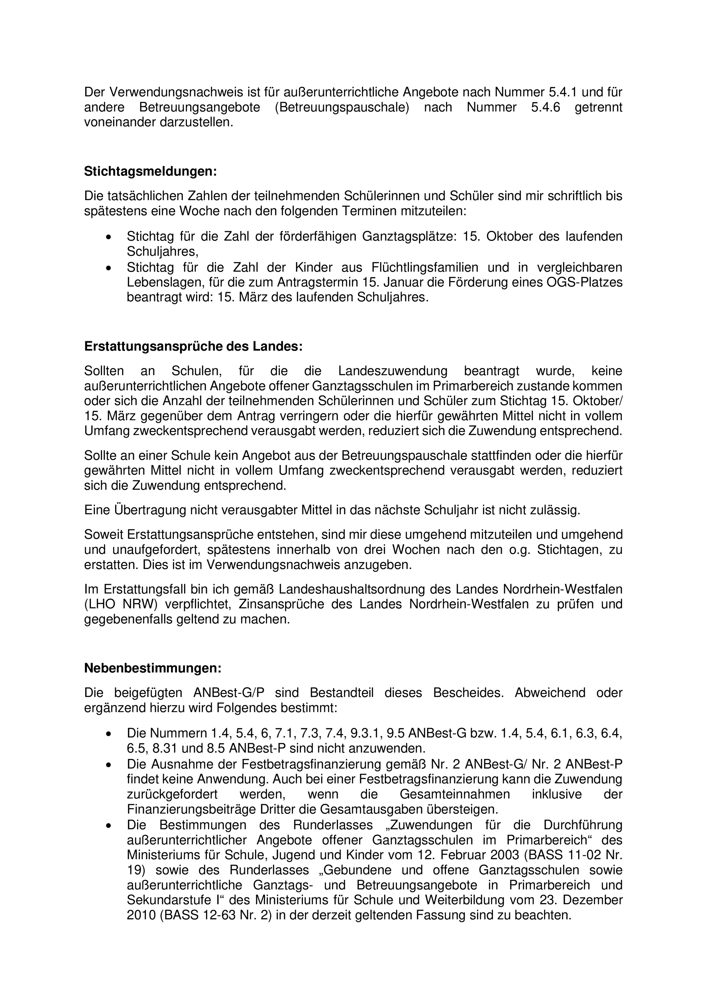 Der Verwendungsnachweis ist für außerunterrichtliche Angebote nach Nummer 5.4.1 und für
andere Betreuungsangebote (Betreuungspauschale) nach Nummer 5.4.6 getrennt
voneinander darzustellen.
Stichtagsmeldungen:
Die tatsächlichen Zahlen der teilnehmenden Schülerinnen und Schüler sind mir schriftlich bis
spätestens eine Woche nach den folgenden Terminen mitzuteilen:
• Stichtag für die Zahl der förderfähigen Ganztagsplätze: 15. Oktober des laufenden
Schuljahres,
• Stichtag für die Zahl der Kinder aus Flüchtlingsfamilien und in vergleichbaren
Lebenslagen, für die zum Antragstermin 15. Januar die Förderung eines OGS-Platzes
beantragt wird: 15. März des laufenden Schuljahres.
Erstattungsansprüche des Landes:
Sollten an Schulen, für die die Landeszuwendung beantragt wurde, keine
außerunterrichtlichen Angebote offener Ganztagsschulen im Primarbereich zustande kommen
oder sich die Anzahl der teilnehmenden Schülerinnen und Schüler zum Stichtag 15. Oktober/
15. März gegenüber dem Antrag verringern oder die hierfür gewährten Mittel nicht in vollem
Umfang zweckentsprechend verausgabt werden, reduziert sich die Zuwendung entsprechend.
Sollte an einer Schule kein Angebot aus der Betreuungspauschale stattfinden oder die hierfür
gewährten Mittel nicht in vollem Umfang zweckentsprechend verausgabt werden, reduziert
sich die Zuwendung entsprechend.
Eine Übertragung nicht verausgabter Mittel in das nächste Schuljahr ist nicht zulässig.
Soweit Erstattungsansprüche entstehen, sind mir diese umgehend mitzuteilen und umgehend
und unaufgefordert, spätestens innerhalb von drei Wochen nach den o.g. Stichtagen, zu
erstatten. Dies ist im Verwendungsnachweis anzugeben.
Im Erstattungsfall bin ich gemäß Landeshaushaltsordnung des Landes Nordrhein-Westfalen
(LHO NRW) verpflichtet, Zinsansprüche des Landes Nordrhein-Westfalen zu prüfen und
gegebenenfalls geltend zu machen.
Nebenbestimmungen:
Die beigefügten ANBest-G/P sind Bestandteil dieses Bescheides. Abweichend oder
ergänzend hierzu wird Folgendes bestimmt:
• Die Nummern 1.4, 5.4, 6, 7.1, 7.3, 7.4, 9.3.1, 9.5 ANBest-G bzw. 1.4, 5.4, 6.1, 6.3, 6.4,
6.5, 8.31 und 8.5 ANBest-P sind nicht anzuwenden.
• Die Ausnahme der Festbetragsfinanzierung gemäß Nr. 2 ANBest-G/ Nr. 2 ANBest-P
findet keine Anwendung. Auch bei einer Festbetragsfinanzierung kann die Zuwendung
zurückgefordert werden, wenn die Gesamteinnahmen inklusive der
Finanzierungsbeiträge Dritter die Gesamtausgaben übersteigen.
• Die Bestimmungen des Runderlasses „Zuwendungen für die Durchführung
außerunterrichtlicher Angebote offener Ganztagsschulen im Primarbereich“ des
Ministeriums für Schule, Jugend und Kinder vom 12. Februar 2003 (BASS 11-02 Nr.
19) sowie des Runderlasses „Gebundene und offene Ganztagsschulen sowie
außerunterrichtliche Ganztags- und Betreuungsangebote in Primarbereich und
Sekundarstufe I“ des Ministeriums für Schule und Weiterbildung vom 23. Dezember
2010 (BASS 12-63 Nr. 2) in der derzeit geltenden Fassung sind zu beachten.